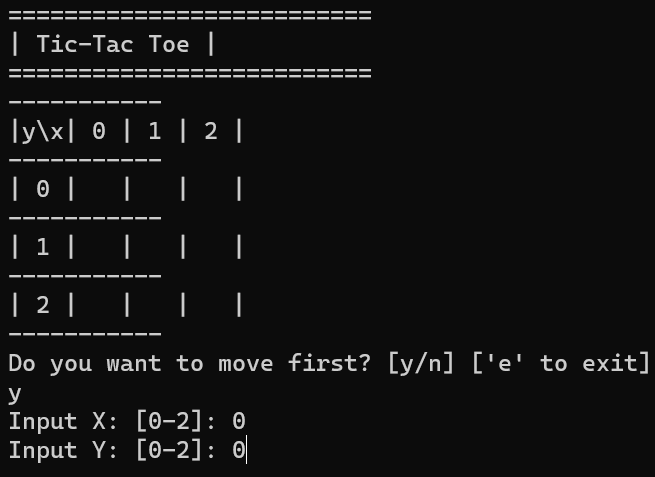 ==========================
| Tic-Tac Toe |
==========================
-----------
|y\x| 0 | 1 | 2 |
-----------
| 0 |   |   |   |
-----------
| 1 |   |   |   |
-----------
| 2 |   |   |   |
-----------
Do you want to move first? [y/n] ['e' to exit]
y
Input X: [0-2]: 0
Input Y: [0-2]: 0